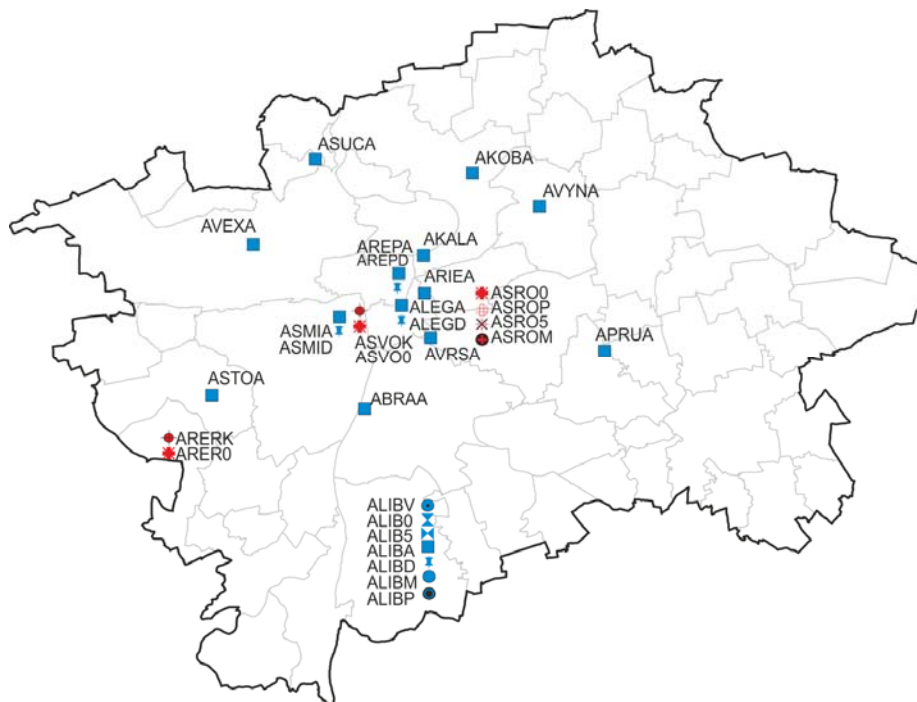 ASUCA
AKOBA
AVYNA
AVEXA
AREPA
AREPD
AKALA
ARIEA
ASRO0
ASROP
ASRO5
ASROM
ALEGA
ALEGD
ASMIA
ASMID
ASVOK
ASVO0
AVRSA
APRUA
ASTOA
ABRAA
ARERK
ARER0
ALIBV
ALIB0
ALIB5
ALIBA
ALIBD
ALIBM
ALIBP